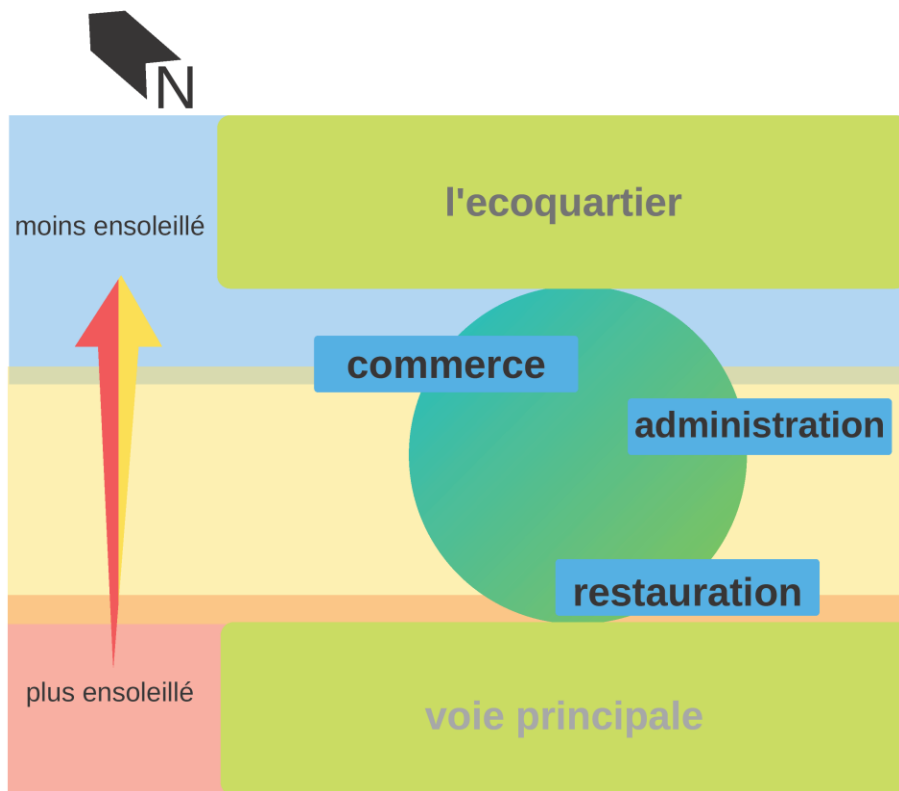 N
l'ecoquartier
moins ensoleillé
commerce
administration
restauration
plus ensoleillé
voie principale